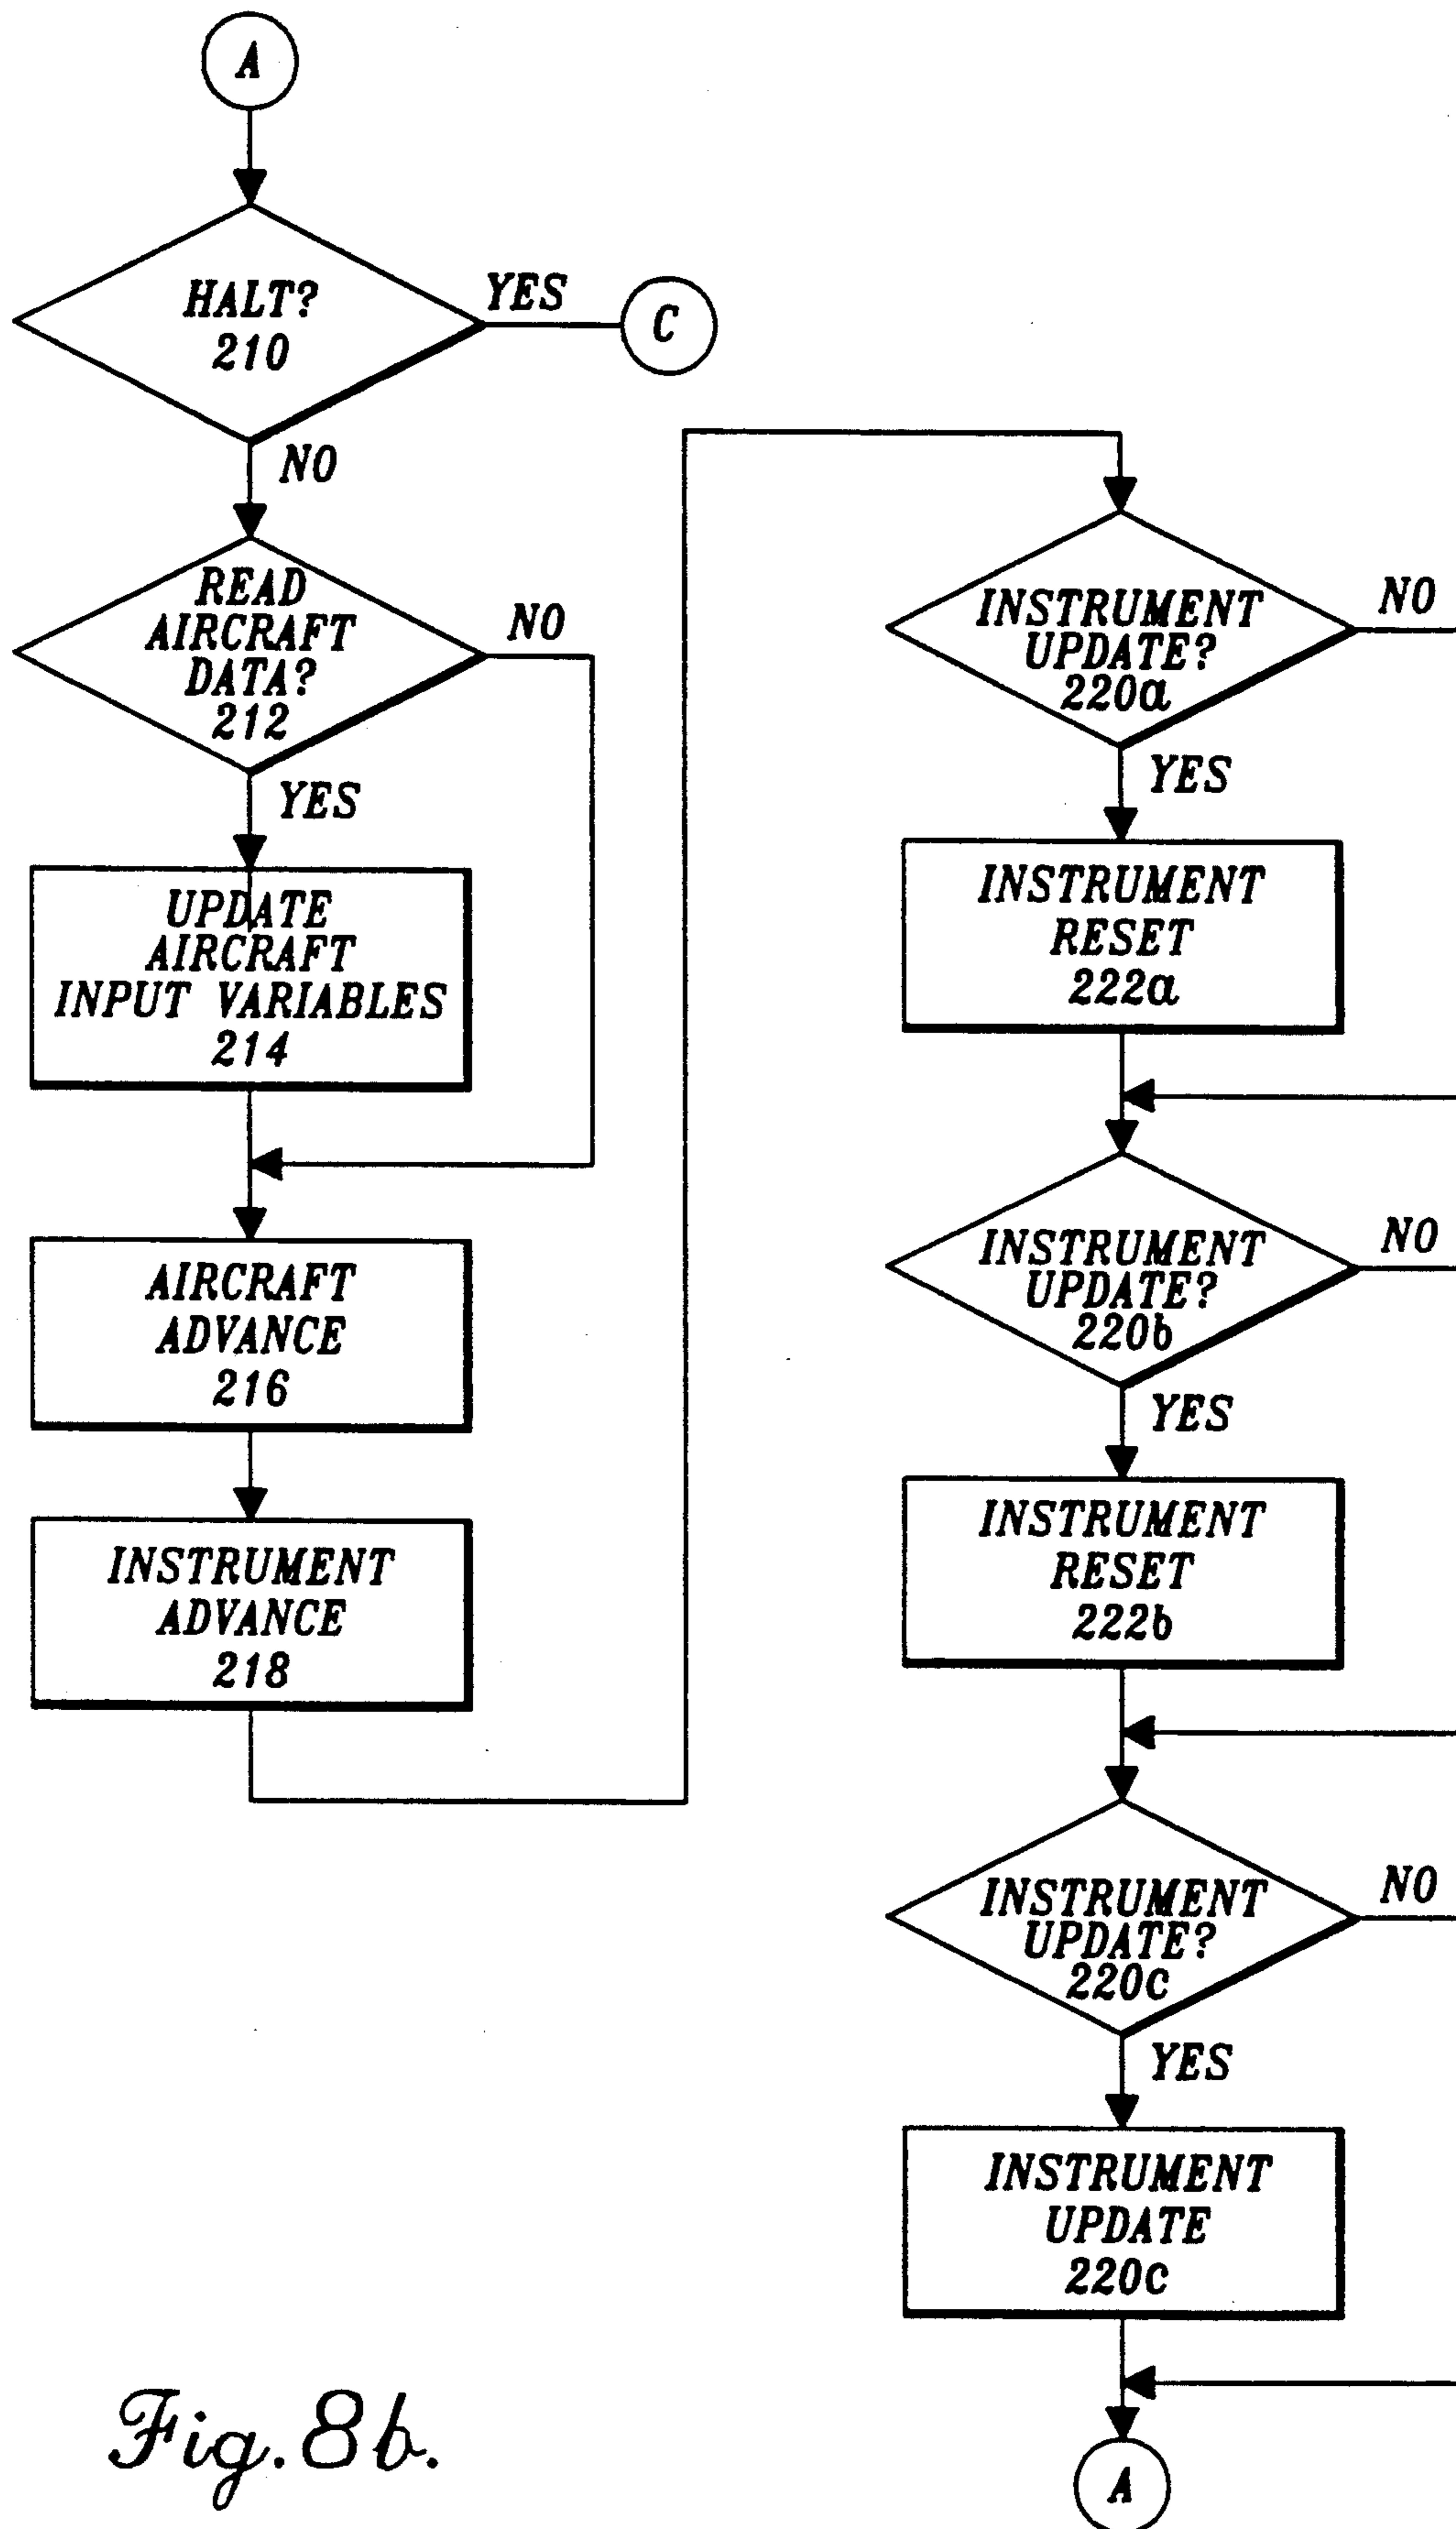 A
HALT?
210
YES
C
NO
READ
AIRCRAFT
DATA?
212
NO
YES
UPDATE
AIRCRAFT
INPUT VARIABLES
214
AIRCRAFT
ADVANCE
216
INSTRUMENT
ADVANCE
218
INSTRUMENT
UPDATE?
220a
NO
YES
INSTRUMENT
RESET
222a
INSTRUMENT
UPDATE?
220b
NO
YES
INSTRUMENT
RESET
222b
INSTRUMENT
UPDATE?
220c
NO
YES
INSTRUMENT
UPDATE
220c
A
Fig. 8b.